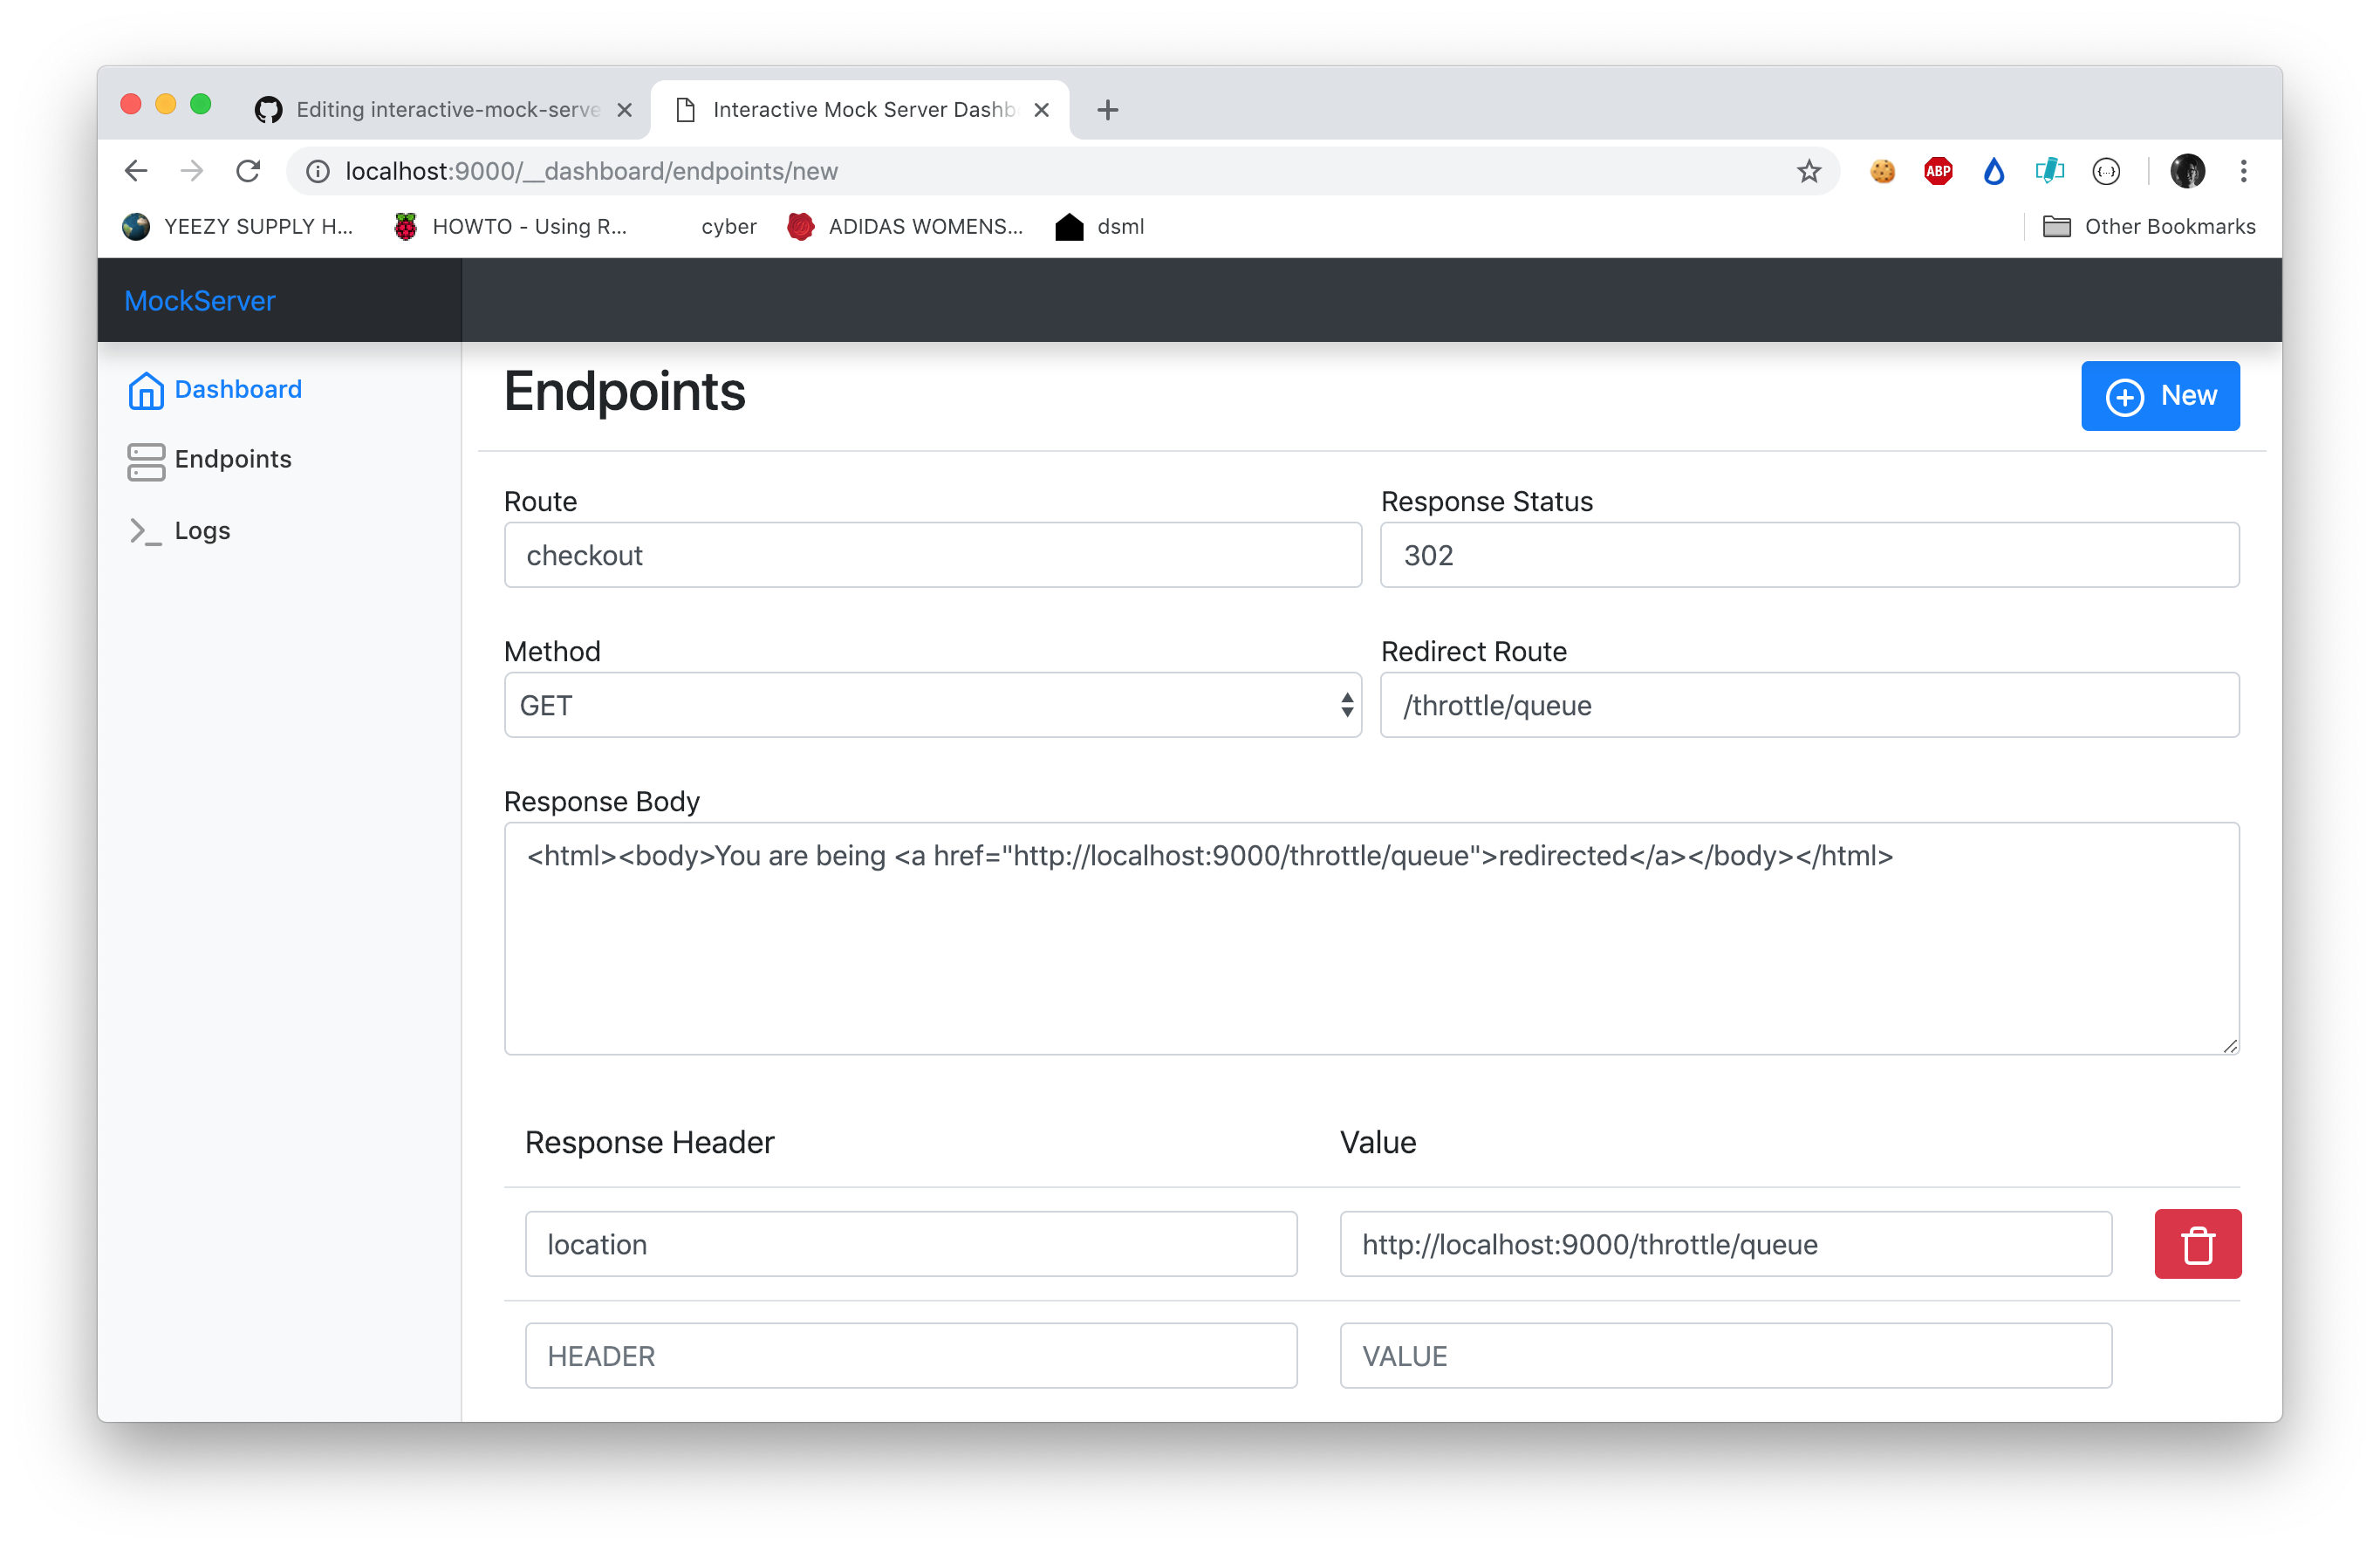 Editing interactive-mock-serve
Interactive Mock Server Dashb
localhost:9000/__dashboard/endpoints/new
ABP
{...}
YEEZY SUPPLY H...
HOWTO - Using R...
cyber
ADIDAS WOMENS...
dsml
Other Bookmarks
MockServer
Dashboard
Endpoints
Logs
Endpoints
New
Route
Response Status
checkout
302
Method
Redirect Route
GET
/throttle/queue
Response Body
<html><body>You are being <a href="http://localhost:9000/throttle/queue">redirected</a></body></html>
Response Header
Value
location
http://localhost:9000/throttle/queue
HEADER
VALUE